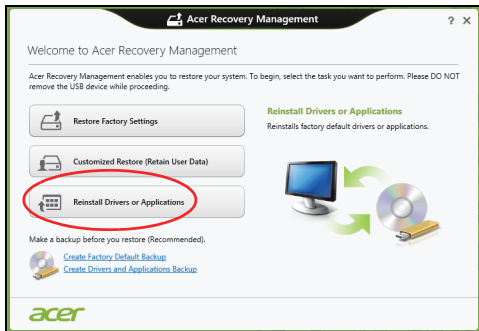 Acer Recovery Management
? X
Welcome to Acer Recovery Management
Acer Recovery Management enables you to restore your system. To begin, select the task you want to perform. Please DO NOT
remove the USB device while proceeding.
Restore Factory Settings
Customized Restore (Retain User Data)
Reinstall Drivers or Applications
Reinstall Drivers or Applications
Reinstalls factory default drivers or applications.
Make a backup before you restore (Recommended).
Create Factory Default Backup
Create Drivers and Applications Backup
acer